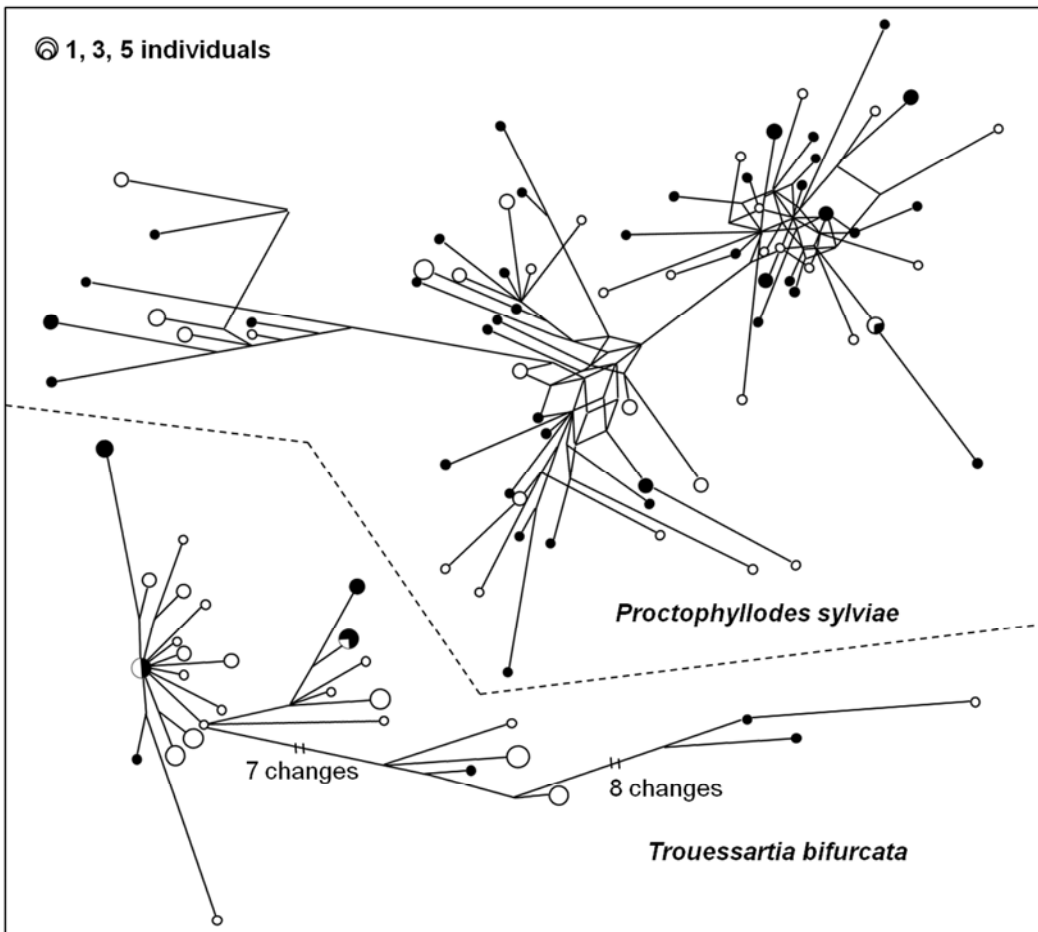 1, 3, 5 individuals
Proctophyllodes sylviae
7 changes
8 changes
Trouessartia bifurcata